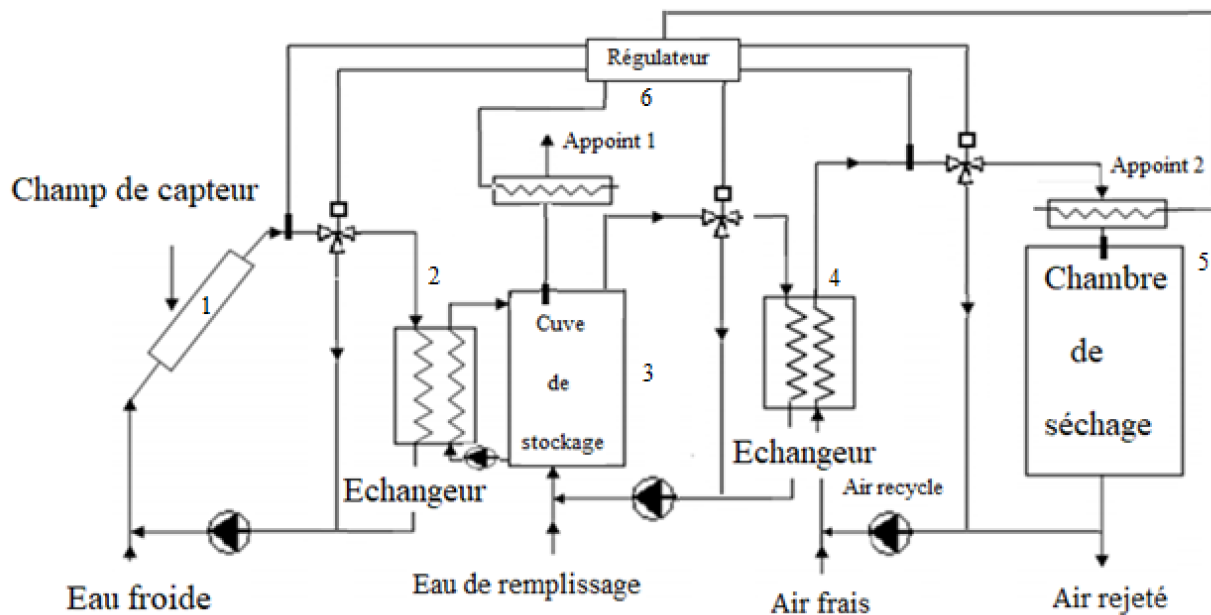 Régulateur
6
Appoint 1
Appoint 2
Champ de capteur
1
2
Cuve
de
stockage
3
4
5
Chambre
de
séchage
Echangeur
Echangeur
Air recycle
Eau froide
Eau de remplissage
Air frais
Air rejeté